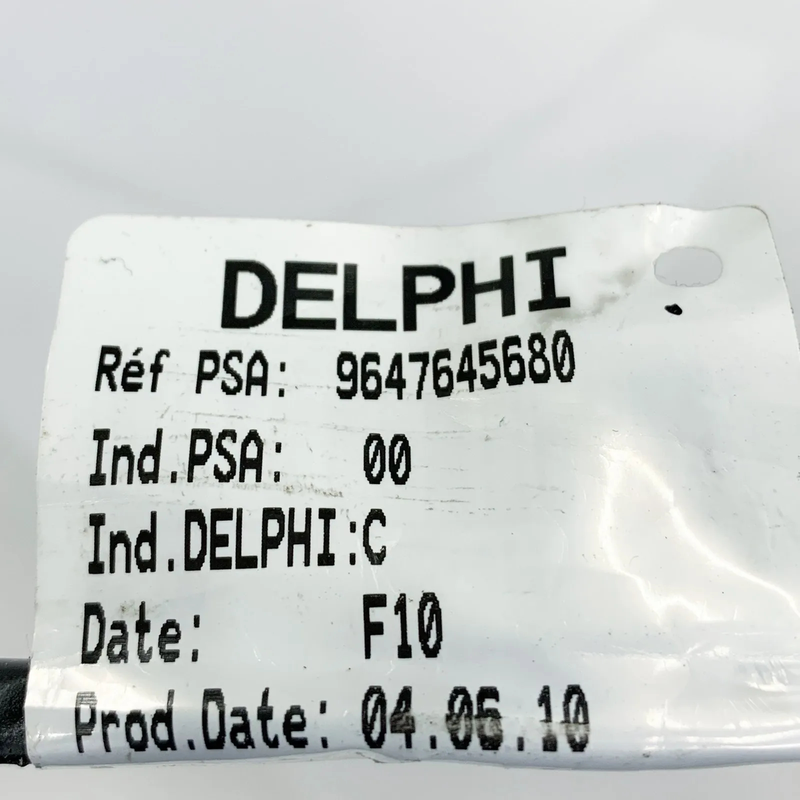 DELPHI
Réf PSA: 9647645680
Ind.PSA: 00
Ind.DELPHI:C
Date: F10
Prod.Date: 04.06.10